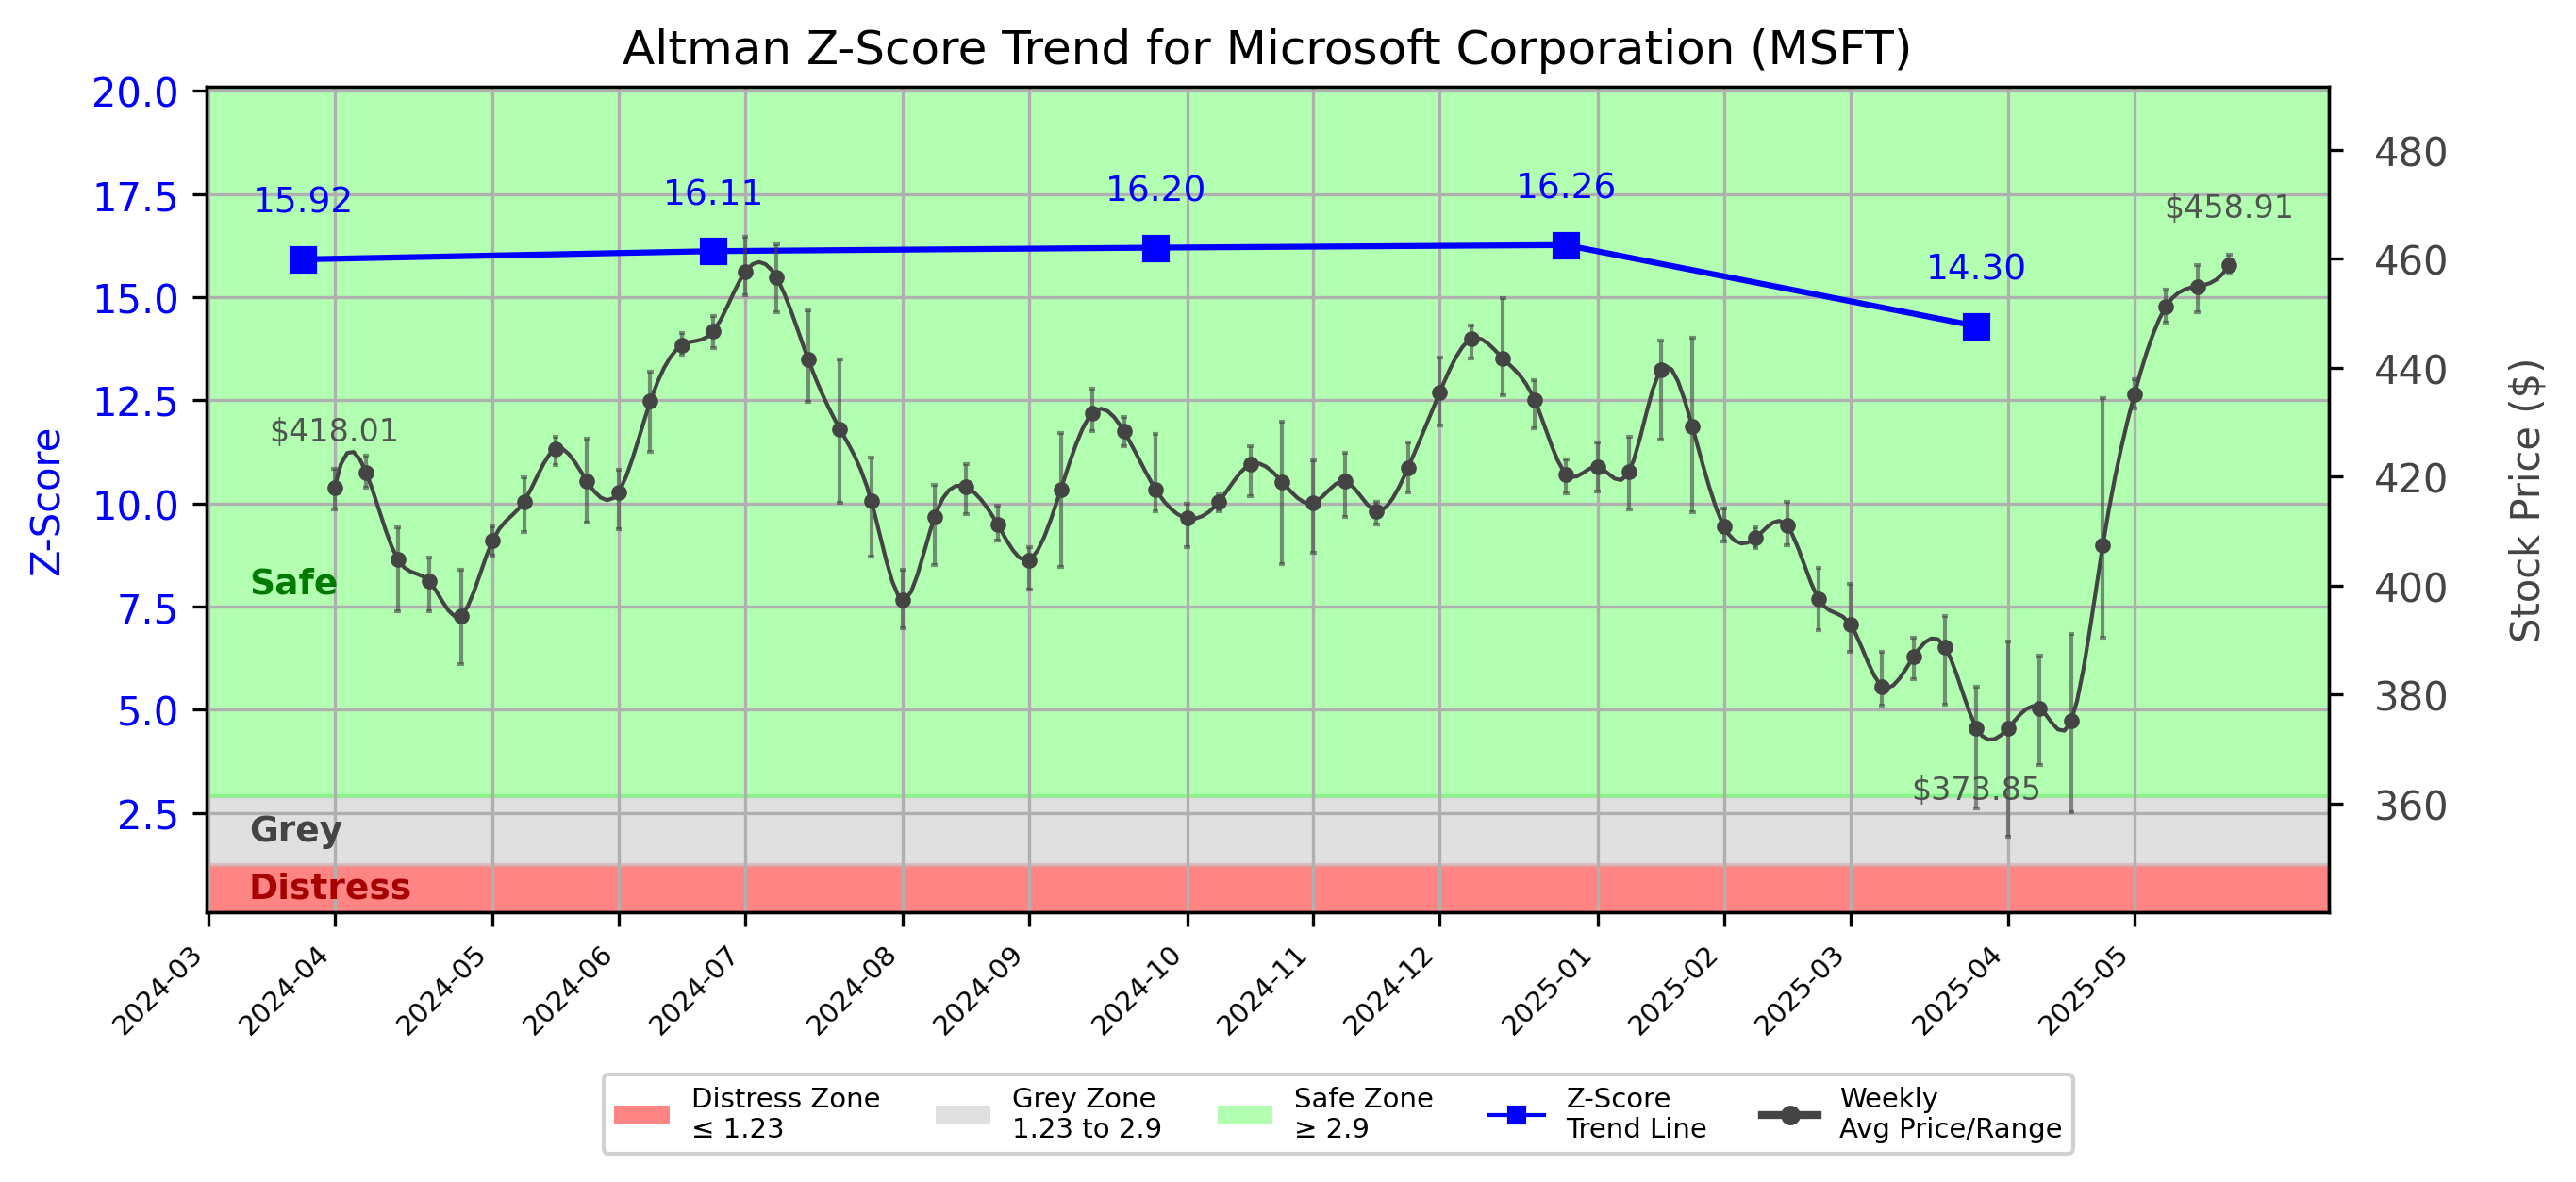 Altman Z-Score Trend for Microsoft Corporation (MSFT)
20.0
17.5
15.0
12.5
10.0
7.5
5.0
2.5
Z-Score
480
460
440
420
400
380
360
Stock Price ($)
15.92
16.11
16.20
16.26
14.30
$418.01
$458.91
$373.85
Safe
Grey
Distress
2024-03
2024-04
2024-05
2024-06
2024-07
2024-08
2024-09
2024-10
2024-11
2024-12
2025-01
2025-02
2025-03
2025-04
2025-05
Distress Zone
≤ 1.23
Grey Zone
1.23 to 2.9
Safe Zone
≥ 2.9
Z-Score
Trend Line
Weekly
Avg Price/Range